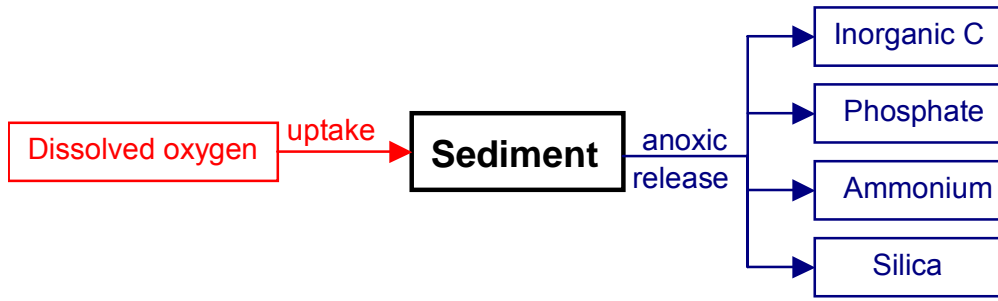 Dissolved oxygen
uptake
Sediment
anoxic
release
Inorganic C
Phosphate
Ammonium
Silica